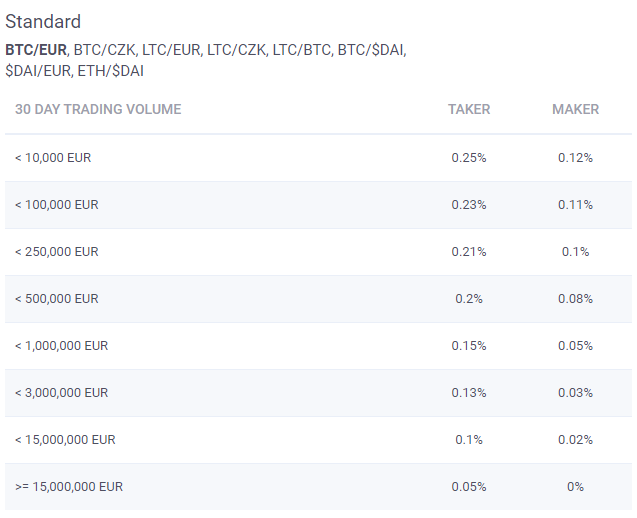 Standard
BTC/EUR, BTC/CZK, LTC/EUR, LTC/CZK, LTC/BTC, BTC/$DAI,
$DAI/EUR, ETH/$DAI
30 DAY TRADING VOLUME TAKER MAKER
< 10,000 EUR 0.25% 0.12%
< 100,000 EUR 0.23% 0.11%
< 250,000 EUR 0.21% 0.1%
< 500,000 EUR 0.2% 0.08%
< 1,000,000 EUR 0.15% 0.05%
< 3,000,000 EUR 0.13% 0.03%
< 15,000,000 EUR 0.1% 0.02%
>= 15,000,000 EUR 0.05% 0%